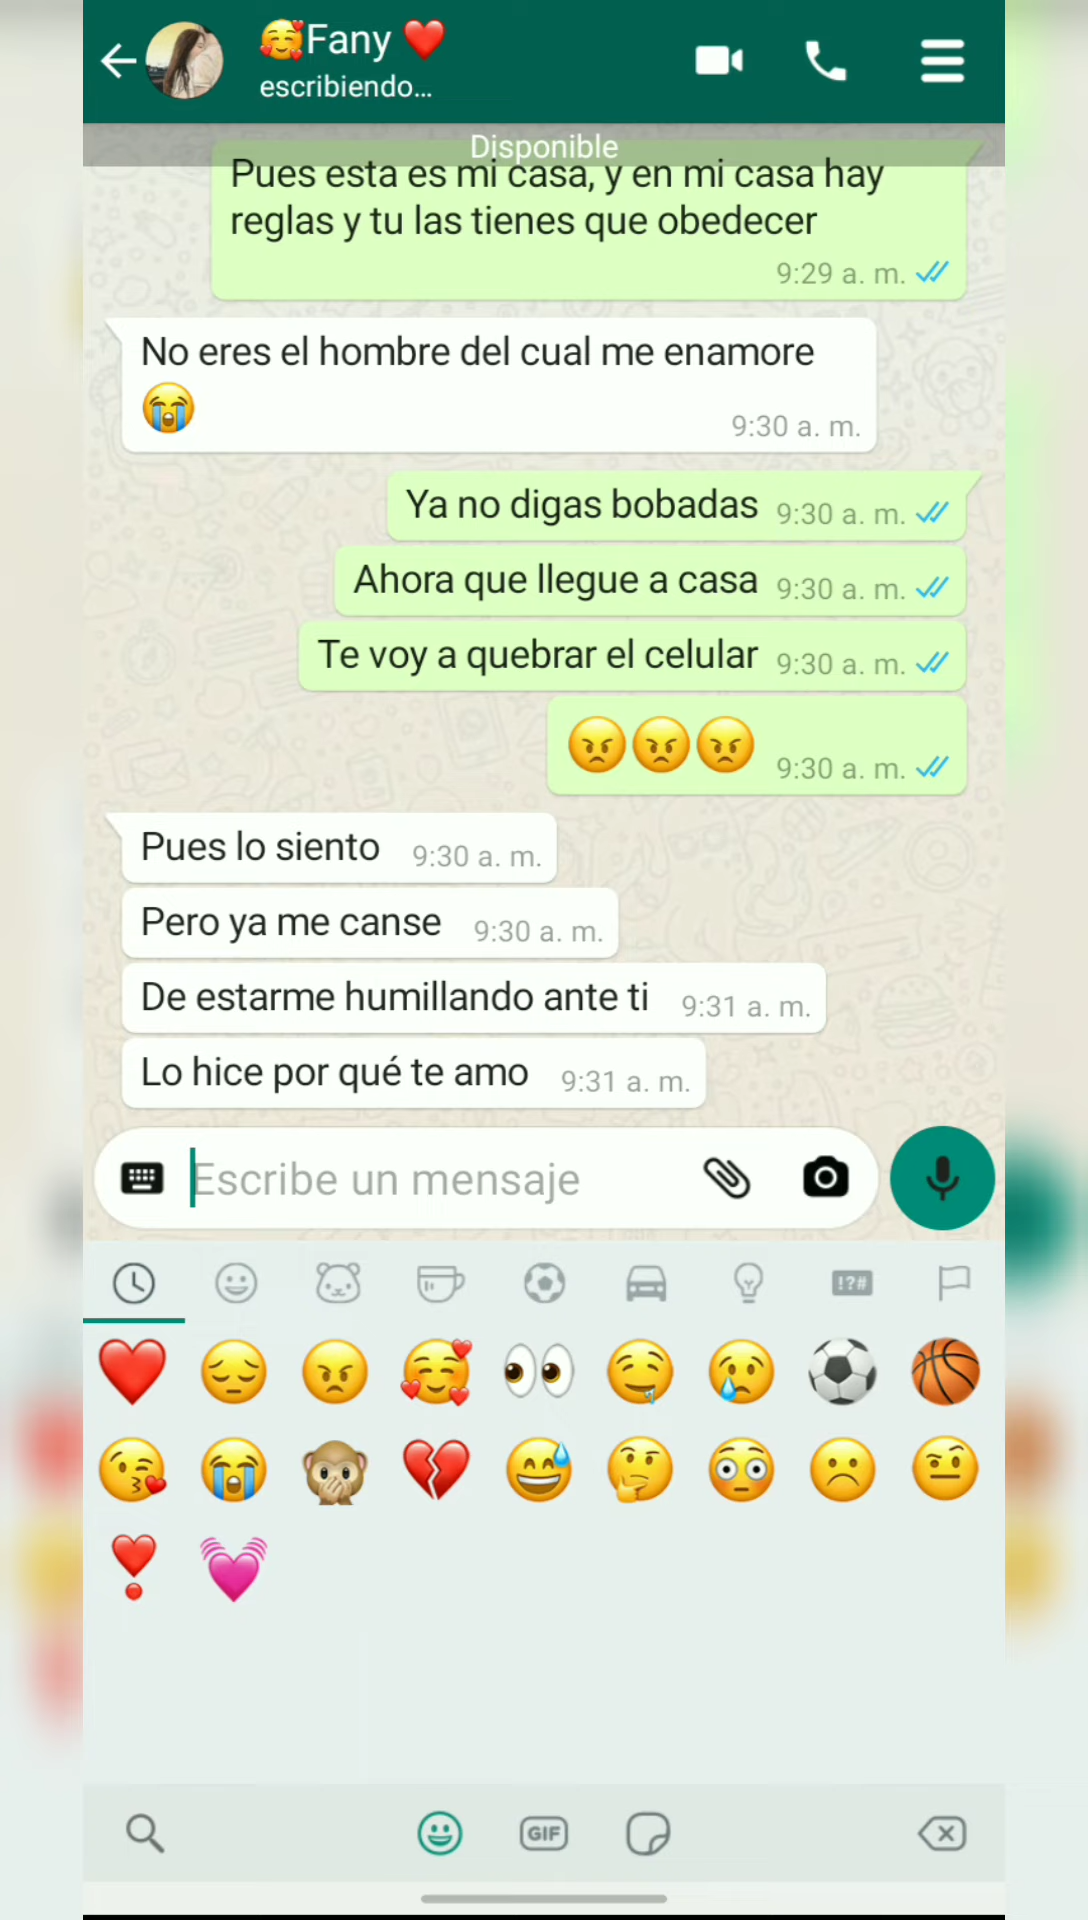 🥰Fany ❤️
escribiendo...
Disponible
Pues esta es mi casa, y en mi casa hay
reglas y tu las tienes que obedecer
9:29 a. m.
No eres el hombre del cual me enamore
😭
9:30 a. m.
Ya no digas bobadas 9:30 a. m.
Ahora que llegue a casa 9:30 a. m.
Te voy a quebrar el celular 9:30 a. m.
😠😠😠 9:30 a. m.
Pues lo siento 9:30 a. m.
Pero ya me canse 9:30 a. m.
De estarme humillando ante ti 9:31 a. m.
Lo hice por qué te amo 9:31 a. m.
Escribe un mensaje
!?#
GIF